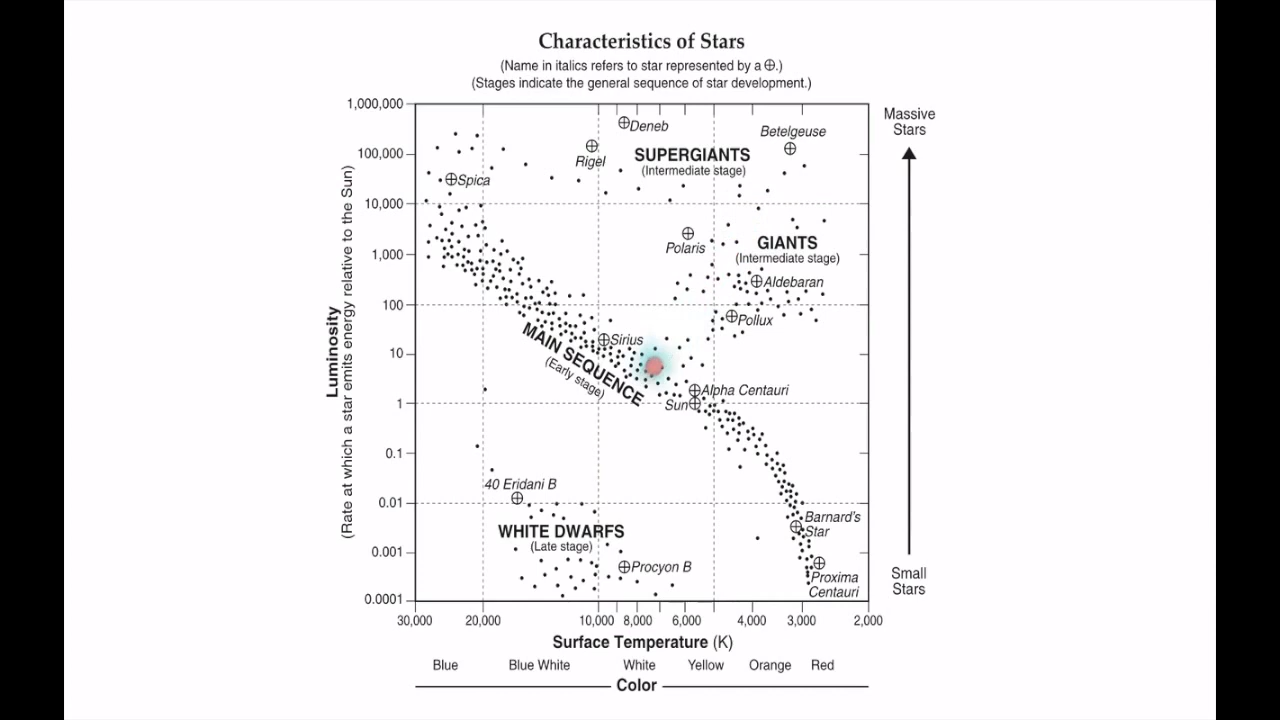 Characteristics of Stars
(Name in italics refers to star represented by a ⊕.)
(Stages indicate the general sequence of star development.)
Massive
Stars
Small
Stars
Luminosity
(Rate at which a star emits energy relative to the Sun)
1,000,000
100,000
10,000
1,000
100
10
1
0.1
0.01
0.001
0.0001
Deneb
Betelgeuse
Rigel
SUPERGIANTS
(Intermediate stage)
Spica
Polaris
GIANTS
(Intermediate stage)
Aldebaran
Pollux
Sirius
MAIN SEQUENCE
(Early stage)
Alpha Centauri
Sun
40 Eridani B
WHITE DWARFS
(Late stage)
Procyon B
Barnard's
Star
Proxima
Centauri
30,000 20,000 10,000 8,000 6,000 4,000 3,000 2,000
Surface Temperature (K)
Blue Blue White White Yellow Orange Red
Color